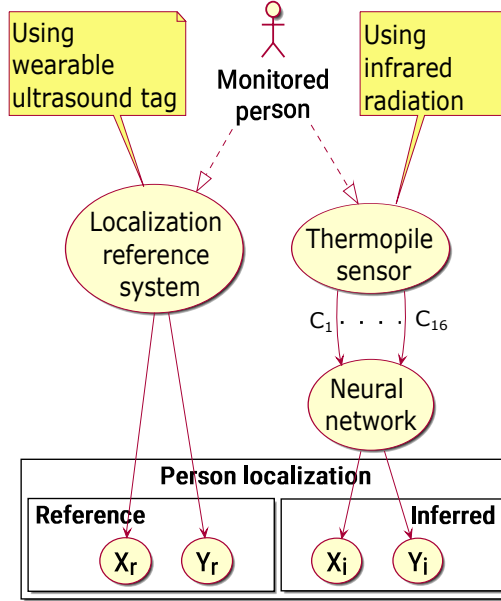 Using
wearable
ultrasound tag
Monitored
person
Using
infrared
radiation
Localization
reference
system
Thermopile
sensor
C₁ . . . . C₁₆
Neural
network
Person localization
Reference
Inferred
Xᵣ
Yᵣ
Xᵢ
Yᵢ